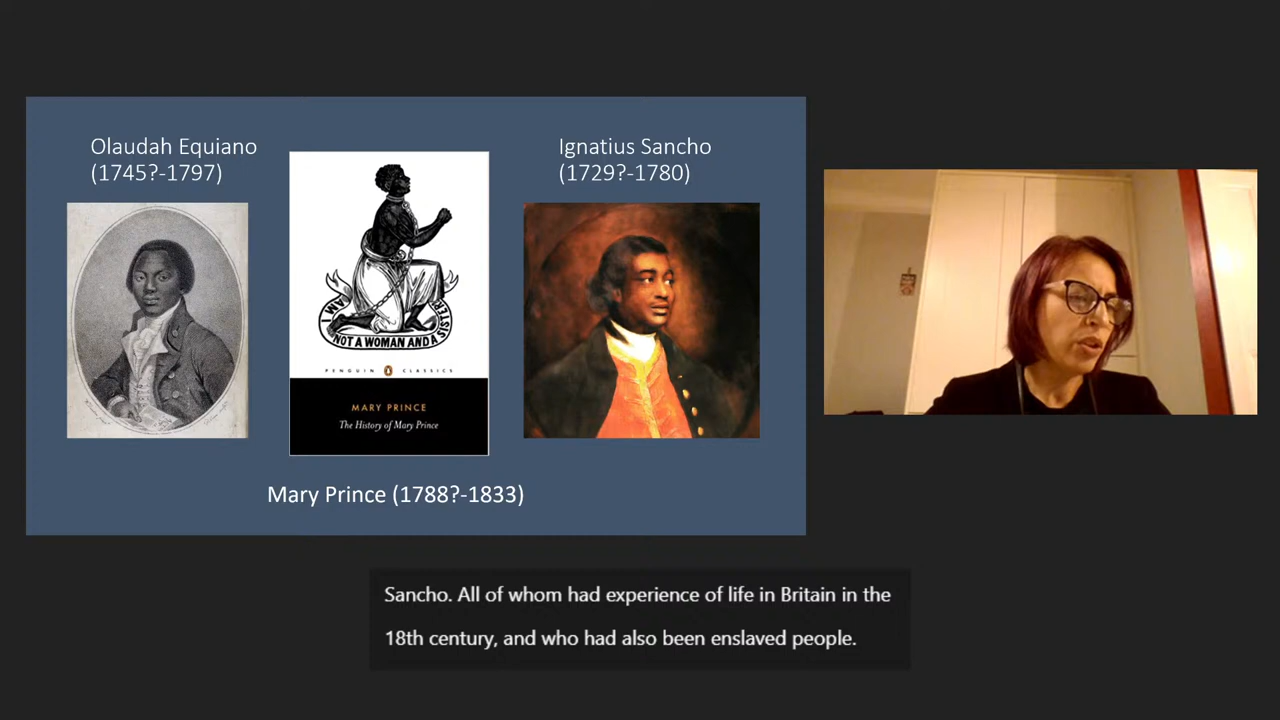 Olaudah Equiano
(1745?-1797)
Ignatius Sancho
(1729?-1780)
AM I NOT A WOMAN AND A SISTER
PENGUIN CLASSICS
MARY PRINCE
The History of Mary Prince
Mary Prince (1788?-1833)
Sancho. All of whom had experience of life in Britain in the
18th century, and who had also been enslaved people.